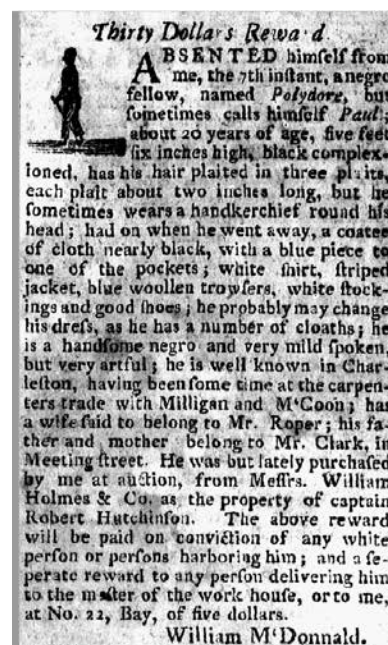 Thirty Dollars Reward.
ABSENTED himſelf from
me, the 7th inſtant, a negro
fellow, named Polydore, but
ſometimes calls himſelf Paul;
about 20 years of age, five feet
ſix inches high, black complex-
ioned, has his hair plaited in three plaits,
each plait about two inches long, but he
ſometimes wears a handkerchief round his
head; had on when he went away, a coatee
of cloth nearly black, with a blue piece to
one of the pockets; white ſhirt, ſtriped
jacket, blue woollen trowſers, white ſtock-
ings and good ſhoes; he probably may change
his dreſs, as he has a number of cloaths; he
is a handſome negro and very mild ſpoken,
but very artful; he is well known in Char-
leſton, having been ſome time at the carpen-
ters trade with Milligan and M'Coon; has
a wife ſaid to belong to Mr. Roper; his fa-
ther and mother belong to Mr. Clark, in
Meeting ſtreet. He was but lately purchaſed
by me at auction, from Meſſrs. William
Holmes & Co. as the property of captain
Robert Hutchinſon. The above reward
will be paid on conviction of any white
perſon or perſons harboring him; and a ſe-
perate reward to any perſon delivering him
to the maſter of the work houſe, or to me,
at No. 22, Bay, of five dollars.
William M'Donnald.